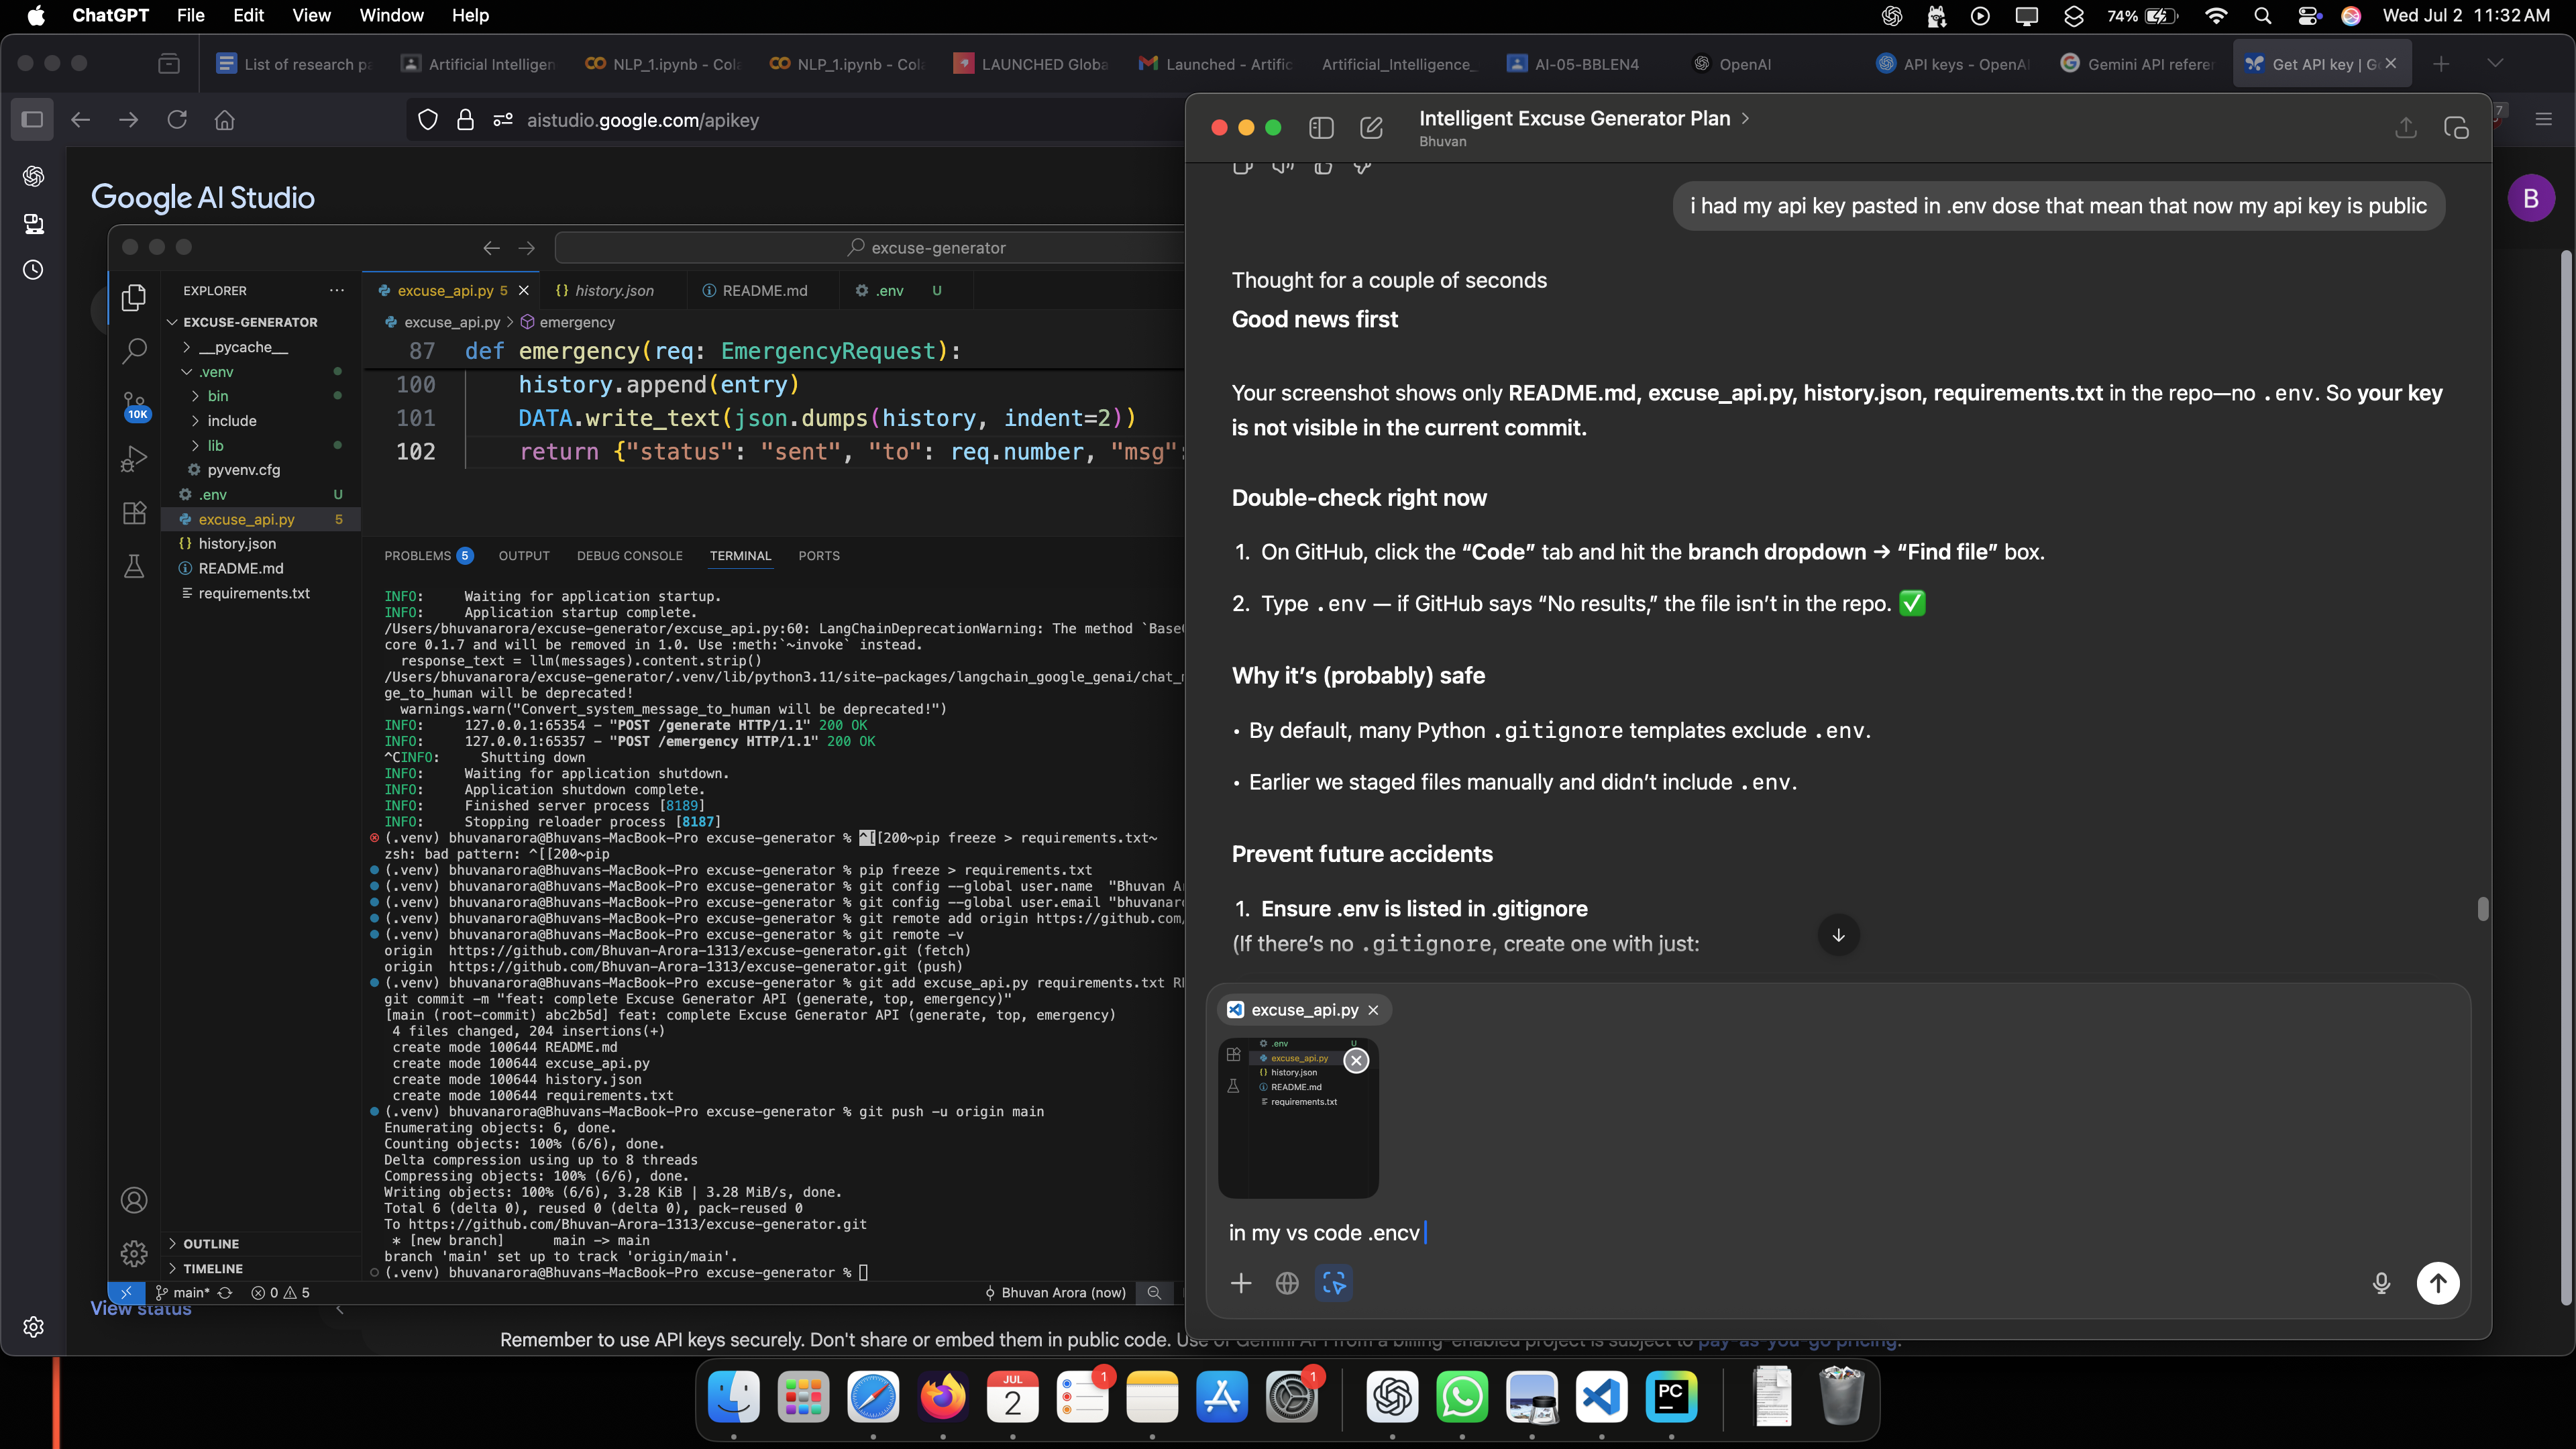 ChatGPT File Edit View Window Help
74% Wed Jul 2 11:32 AM
List of research pa
Artificial Intelligen
NLP_1.ipynb - Cola
NLP_1.ipynb - Cola
LAUNCHED Globa
Launched - Artific
Artificial_Intelligence_
AI-05-BBLEN4
OpenAI
API keys - OpenAI
Gemini API referen
Get API key | G
aistudio.google.com/apikey
7
Google AI Studio
B
excuse-generator
EXPLORER
EXCUSE-GENERATOR
__pycache__
.venv
bin
include
lib
pyvenv.cfg
.env U
excuse_api.py 5
history.json
README.md
requirements.txt
OUTLINE
TIMELINE
10K
excuse_api.py 5
history.json
README.md
.env U
excuse_api.py > emergency
87 def emergency(req: EmergencyRequest):
100 history.append(entry)
101 DATA.write_text(json.dumps(history, indent=2))
102 return {"status": "sent", "to": req.number, "msg":
PROBLEMS 5 OUTPUT DEBUG CONSOLE TERMINAL PORTS
INFO: Waiting for application startup.
INFO: Application startup complete.
/Users/bhuvanarora/excuse-generator/excuse_api.py:60: LangChainDeprecationWarning: The method `BaseC
core 0.1.7 and will be removed in 1.0. Use :meth:`~invoke` instead.
response_text = llm(messages).content.strip()
/Users/bhuvanarora/excuse-generator/.venv/lib/python3.11/site-packages/langchain_google_genai/chat_m
ge_to_human will be deprecated!
warnings.warn("Convert_system_message_to_human will be deprecated!")
INFO: 127.0.0.1:65354 - "POST /generate HTTP/1.1" 200 OK
INFO: 127.0.0.1:65357 - "POST /emergency HTTP/1.1" 200 OK
^CINFO: Shutting down
INFO: Waiting for application shutdown.
INFO: Application shutdown complete.
INFO: Finished server process [8189]
INFO: Stopping reloader process [8187]
(.venv) bhuvanarora@Bhuvans-MacBook-Pro excuse-generator % ^[[200~pip freeze > requirements.txt~
zsh: bad pattern: ^[[200~pip
(.venv) bhuvanarora@Bhuvans-MacBook-Pro excuse-generator % pip freeze > requirements.txt
(.venv) bhuvanarora@Bhuvans-MacBook-Pro excuse-generator % git config --global user.name "Bhuvan Ar
(.venv) bhuvanarora@Bhuvans-MacBook-Pro excuse-generator % git config --global user.email "bhuvanaro
(.venv) bhuvanarora@Bhuvans-MacBook-Pro excuse-generator % git remote add origin https://github.com/
(.venv) bhuvanarora@Bhuvans-MacBook-Pro excuse-generator % git remote -v
origin https://github.com/Bhuvan-Arora-1313/excuse-generator.git (fetch)
origin https://github.com/Bhuvan-Arora-1313/excuse-generator.git (push)
(.venv) bhuvanarora@Bhuvans-MacBook-Pro excuse-generator % git add excuse_api.py requirements.txt RE
git commit -m "feat: complete Excuse Generator API (generate, top, emergency)"
[main (root-commit) abc2b5d] feat: complete Excuse Generator API (generate, top, emergency)
4 files changed, 204 insertions(+)
create mode 100644 README.md
create mode 100644 excuse_api.py
create mode 100644 history.json
create mode 100644 requirements.txt
(.venv) bhuvanarora@Bhuvans-MacBook-Pro excuse-generator % git push -u origin main
Enumerating objects: 6, done.
Counting objects: 100% (6/6), done.
Delta compression using up to 8 threads
Compressing objects: 100% (6/6), done.
Writing objects: 100% (6/6), 3.28 KiB | 3.28 MiB/s, done.
Total 6 (delta 0), reused 0 (delta 0), pack-reused 0
To https://github.com/Bhuvan-Arora-1313/excuse-generator.git
* [new branch] main -> main
branch 'main' set up to track 'origin/main'.
(.venv) bhuvanarora@Bhuvans-MacBook-Pro excuse-generator %
main* 0 5 Bhuvan Arora (now)
View status
Remember to use API keys securely. Don't share or embed them in public code. Use of Gemini API from a billing-enabled project is subject to pay-as-you-go pricing.
Intelligent Excuse Generator Plan
Bhuvan
i had my api key pasted in .env dose that mean that now my api key is public
Thought for a couple of seconds
Good news first
Your screenshot shows only README.md, excuse_api.py, history.json, requirements.txt in the repo—no .env. So your key
is not visible in the current commit.
Double-check right now
1. On GitHub, click the “Code” tab and hit the branch dropdown → “Find file” box.
2. Type .env — if GitHub says “No results,” the file isn’t in the repo. ✅
Why it’s (probably) safe
• By default, many Python .gitignore templates exclude .env.
• Earlier we staged files manually and didn’t include .env.
Prevent future accidents
1. Ensure .env is listed in .gitignore
(If there’s no .gitignore, create one with just:
excuse_api.py
.env U
excuse_api.py
history.json
README.md
requirements.txt
in my vs code .encv
JUL
2
1
1
PC